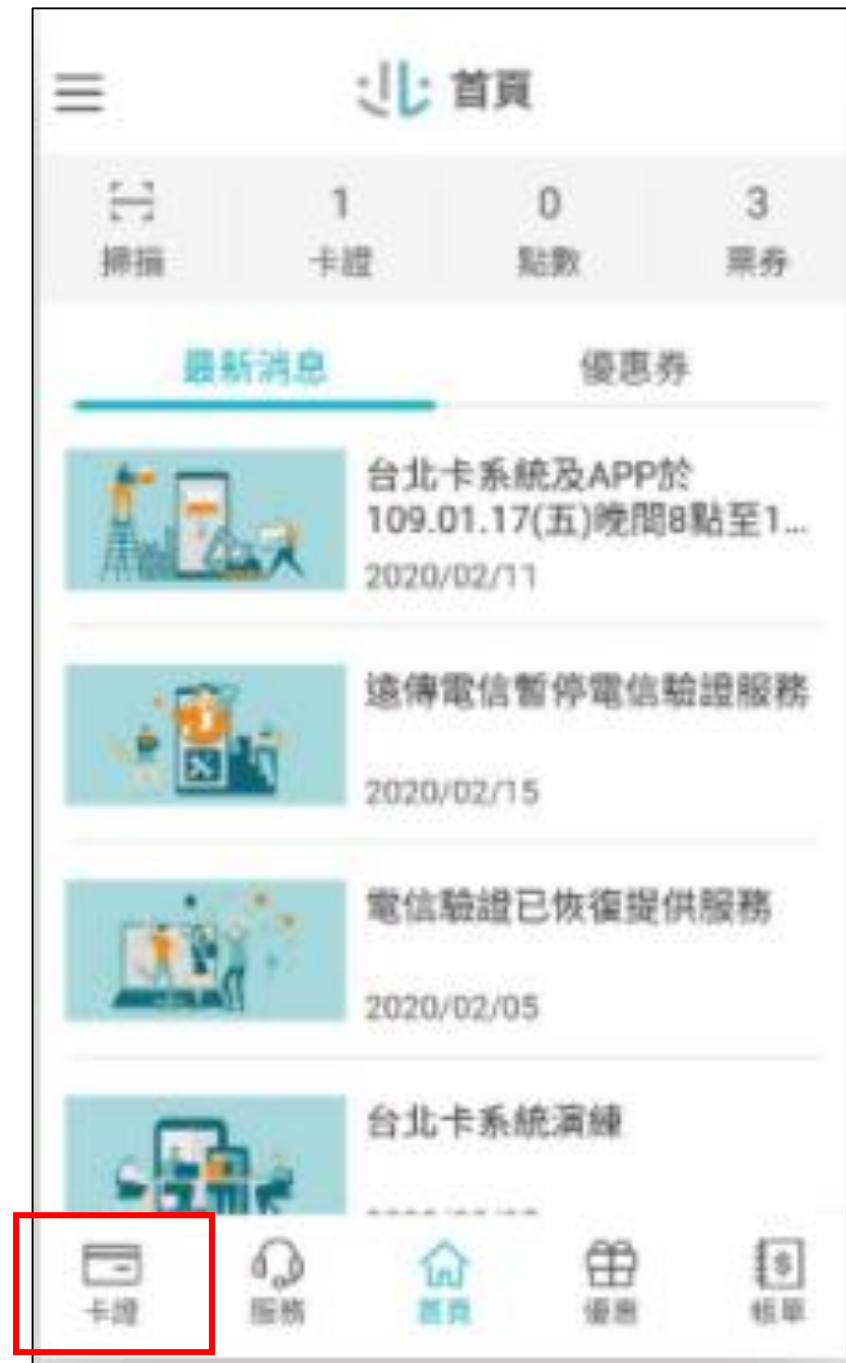 北 首頁
掃描
1
卡證
0
點數
3
票券
最新消息
優惠券
台北卡系統及APP於
109.01.17(五)晚間8點至1...
2020/02/11
遠傳電信暫停電信驗證服務
2020/02/15
電信驗證已恢復提供服務
2020/02/05
台北卡系統演練
卡證
服務
首頁
優惠
帳單